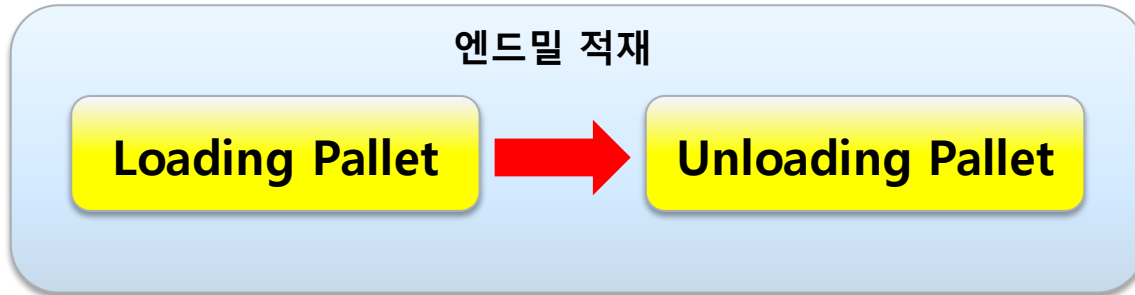 엔드밀 적재
Loading Pallet
Unloading Pallet